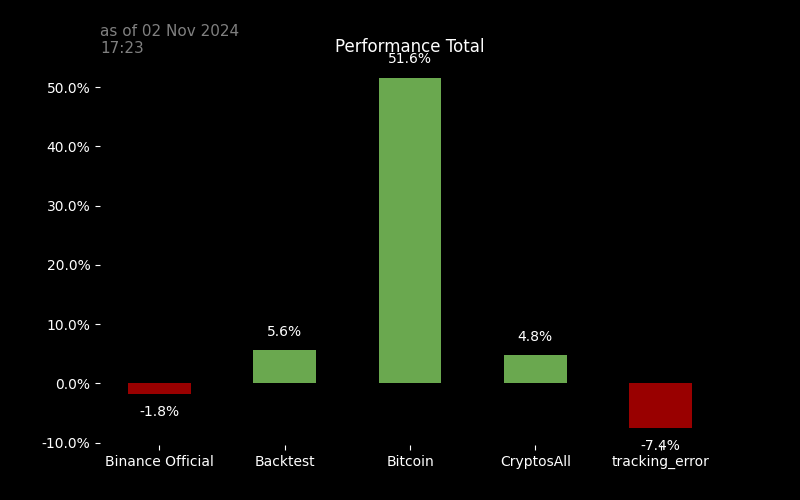 as of 02 Nov 2024
17:23
Performance Total
51.6%
50.0%
40.0%
30.0%
20.0%
10.0%
0.0%
-10.0%
5.6%
4.8%
-1.8%
-7.4%
Binance Official
Backtest
Bitcoin
CryptosAll
tracking_error